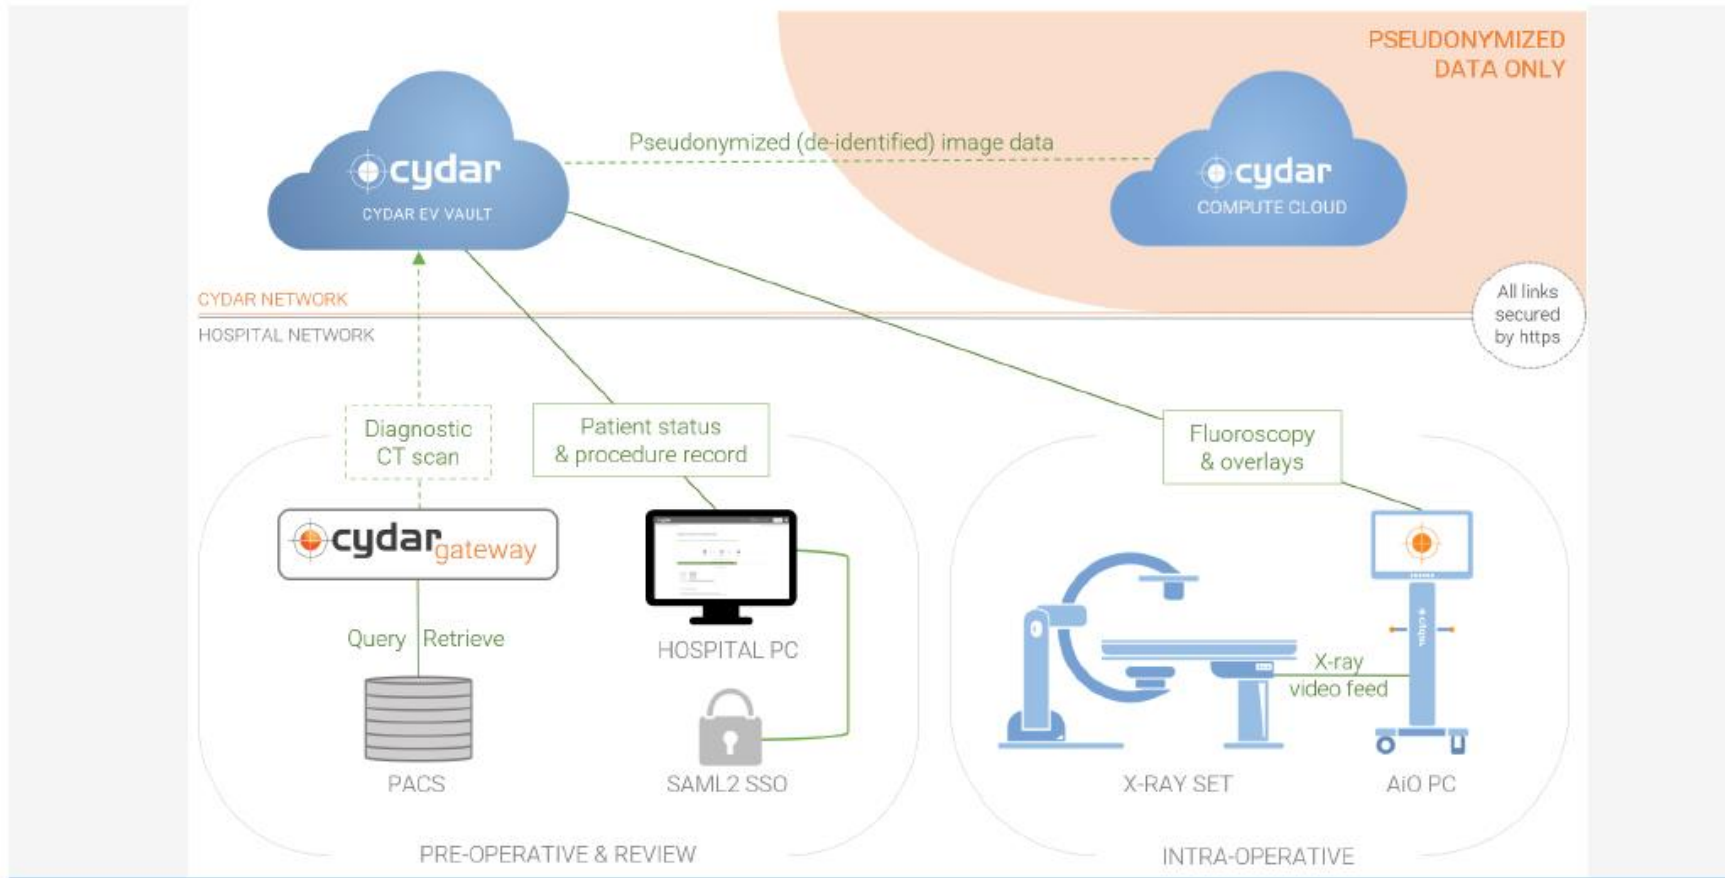 PSEUDONYMIZED
DATA ONLY
Pseudonymized (de-identified) image data
cydar
CYDAR EV VAULT
cydar
COMPUTE CLOUD
CYDAR NETWORK
HOSPITAL NETWORK
All links
secured
by https
Diagnostic
CT scan
Patient status
& procedure record
Fluoroscopy
& overlays
cydar gateway
Query Retrieve
HOSPITAL PC
X-ray
video feed
cydar
PACS
SAML2 SSO
X-RAY SET
AiO PC
PRE-OPERATIVE & REVIEW
INTRA-OPERATIVE